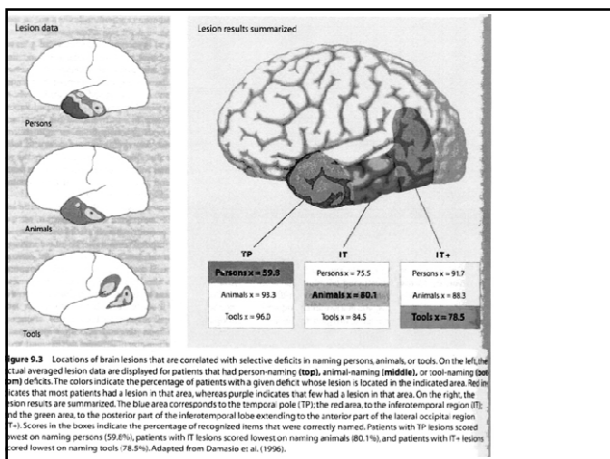 Lesion data
Persons
Animals
Tools
Lesion results summarized
TP
Persons x = 59.8
Animals x = 93.3
Tools x = 96.0
IT
Persons x = 75.5
Animals x = 80.1
Tools x = 84.5
IT+
Persons x = 91.7
Animals x = 88.3
Tools x = 78.5
igure 9.3 Locations of brain lesions that are correlated with selective deficits in naming persons, animals, or tools. On the left, the
ctual averaged lesion data are displayed for patients that had person-naming (top), animal-naming (middle), or tool-naming (bot
om) deficits. The colors indicate the percentage of patients with a given deficit whose lesion is located in the indicated area. Red in
icates that most patients had a lesion in that area, whereas purple indicates that few had a lesion in that area. On the right, the
esion results are summarized. The blue area corresponds to the temporal pole (TP); the red area, to the inferotemporal region (IT);
nd the green area, to the posterior part of the inferotemporal lobe extending to the anterior part of the lateral occipital region
T+). Scores in the boxes indicate the percentage of recognized items that were correctly named. Patients with TP lesions scored
owest on naming persons (59.8%), patients with IT lesions scored lowest on naming animals (80.1%), and patients with IT+ lesions
cored lowest on naming tools (78.5%). Adapted from Damasio et al. (1996).